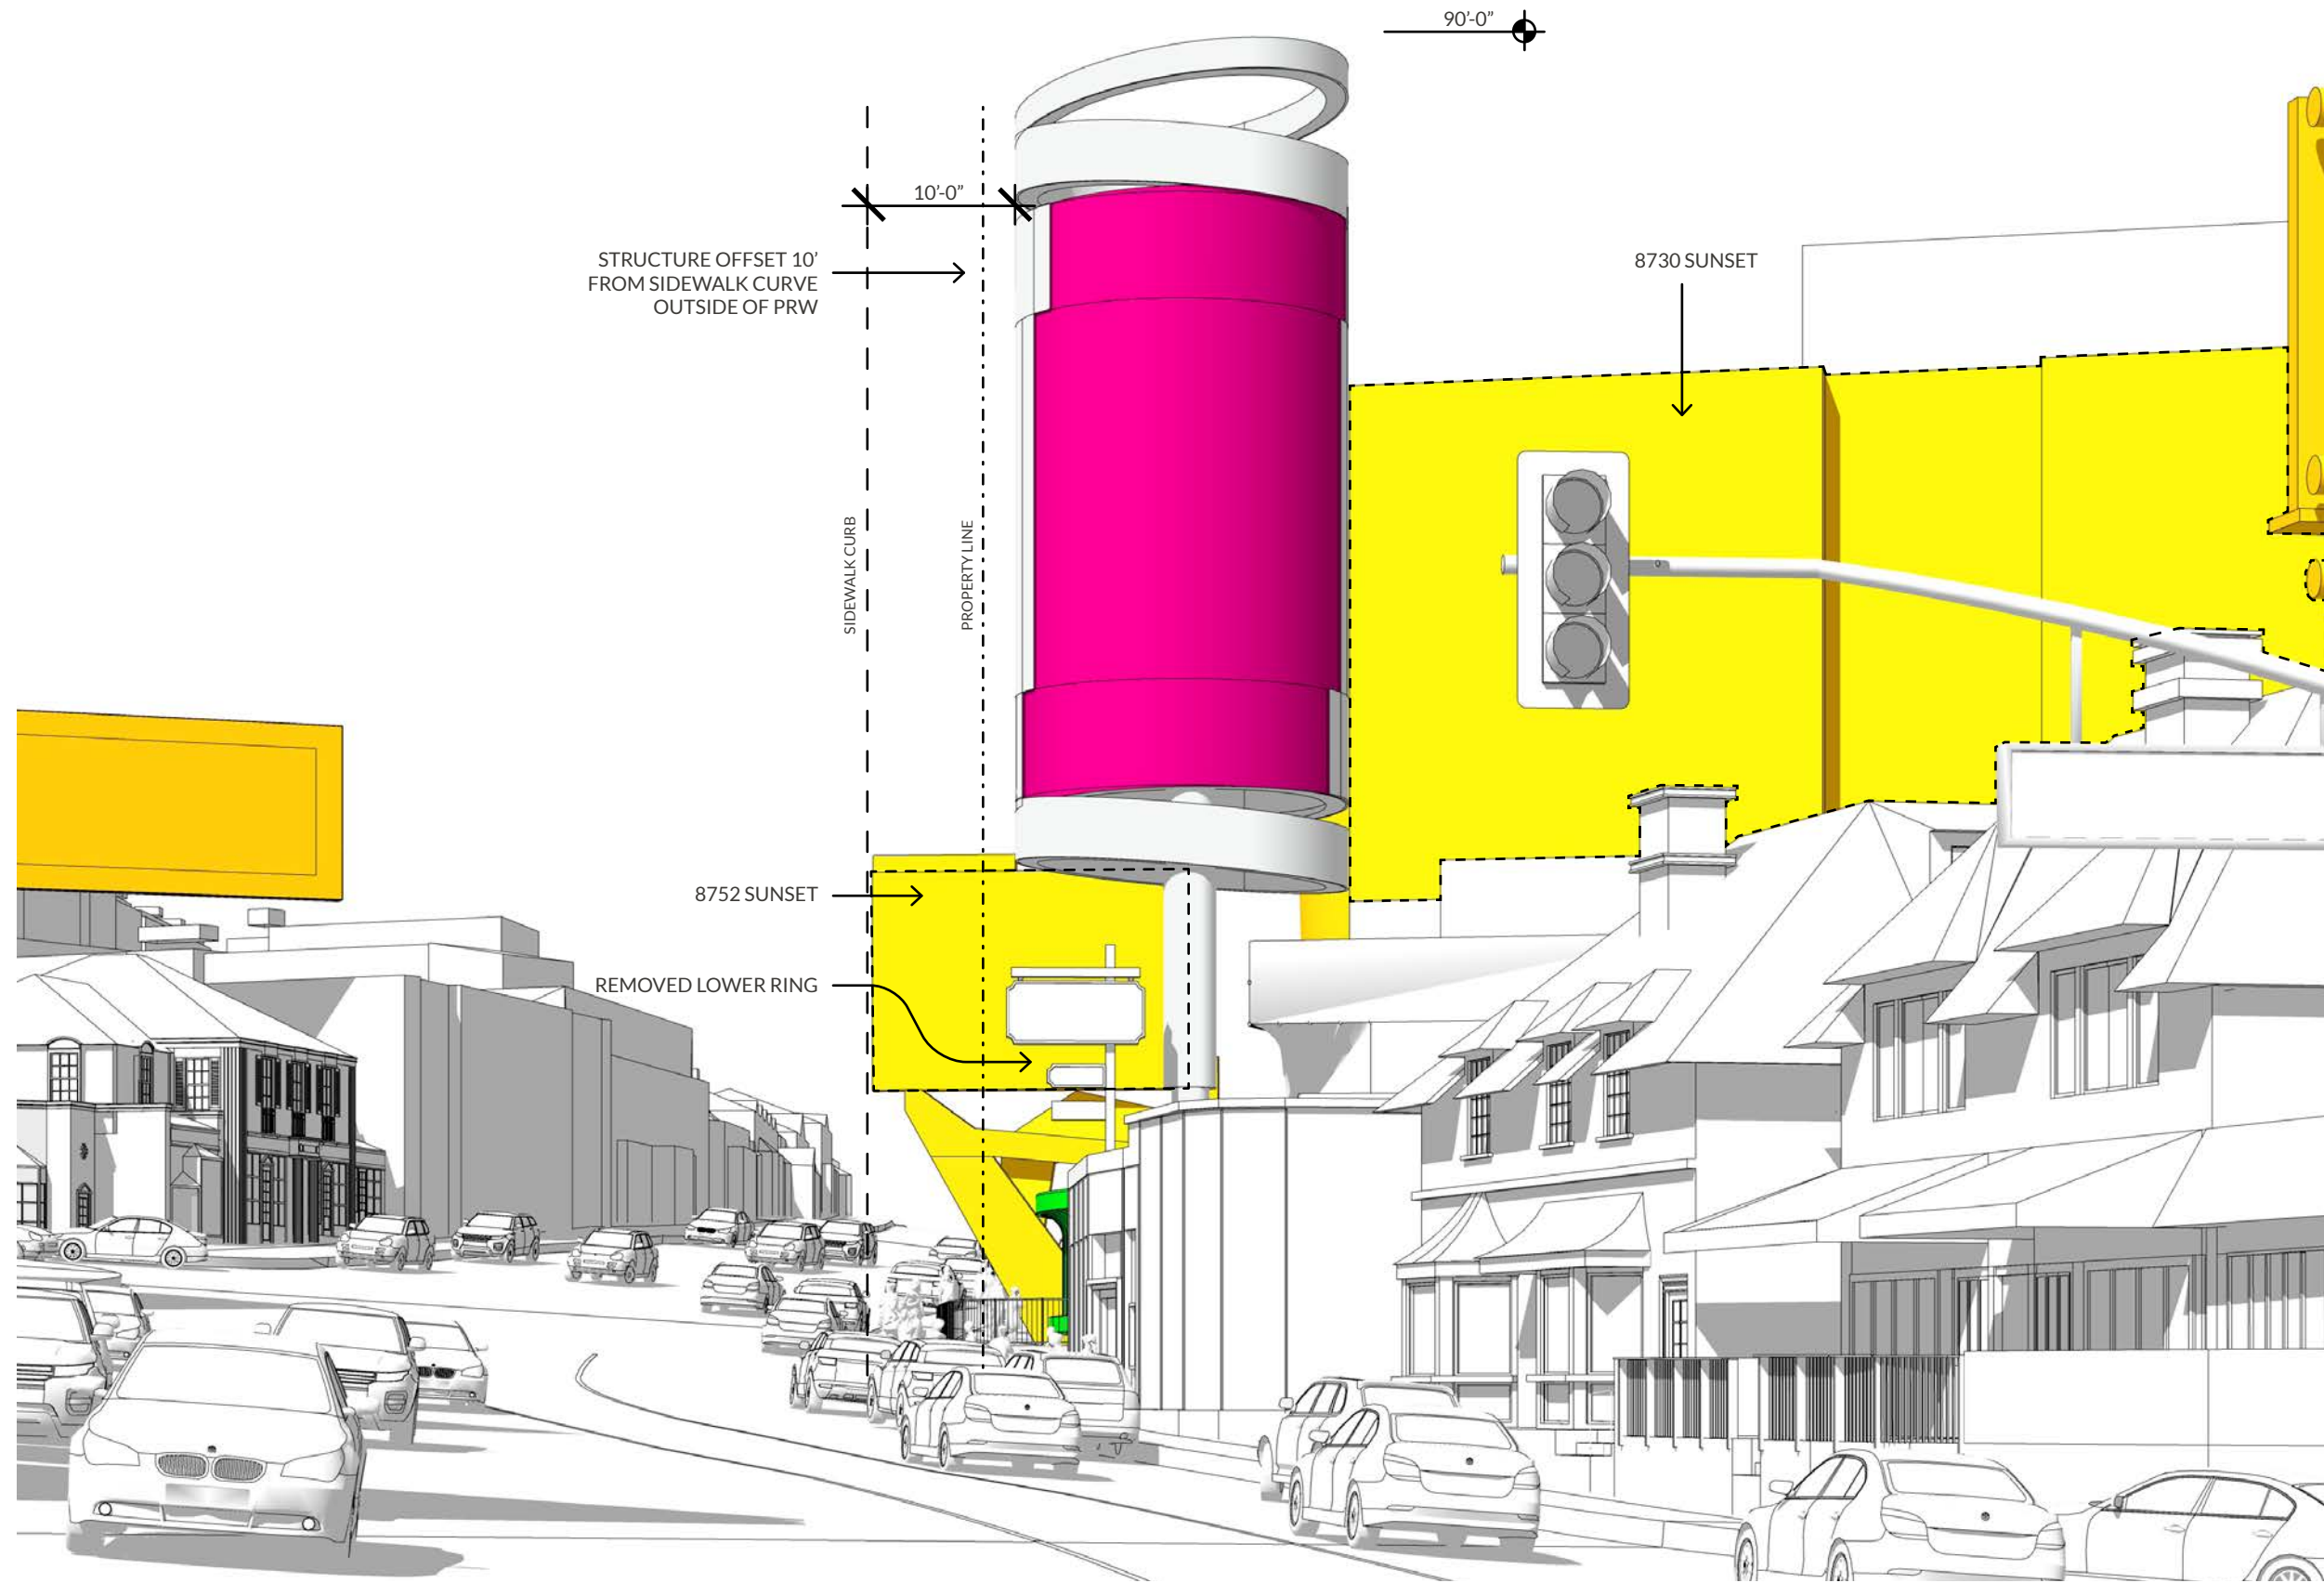 90'-0"
10'-0"
STRUCTURE OFFSET 10'
FROM SIDEWALK CURVE
OUTSIDE OF PRW
8730 SUNSET
SIDEWALK CURB
PROPERTY LINE
8752 SUNSET
REMOVED LOWER RING